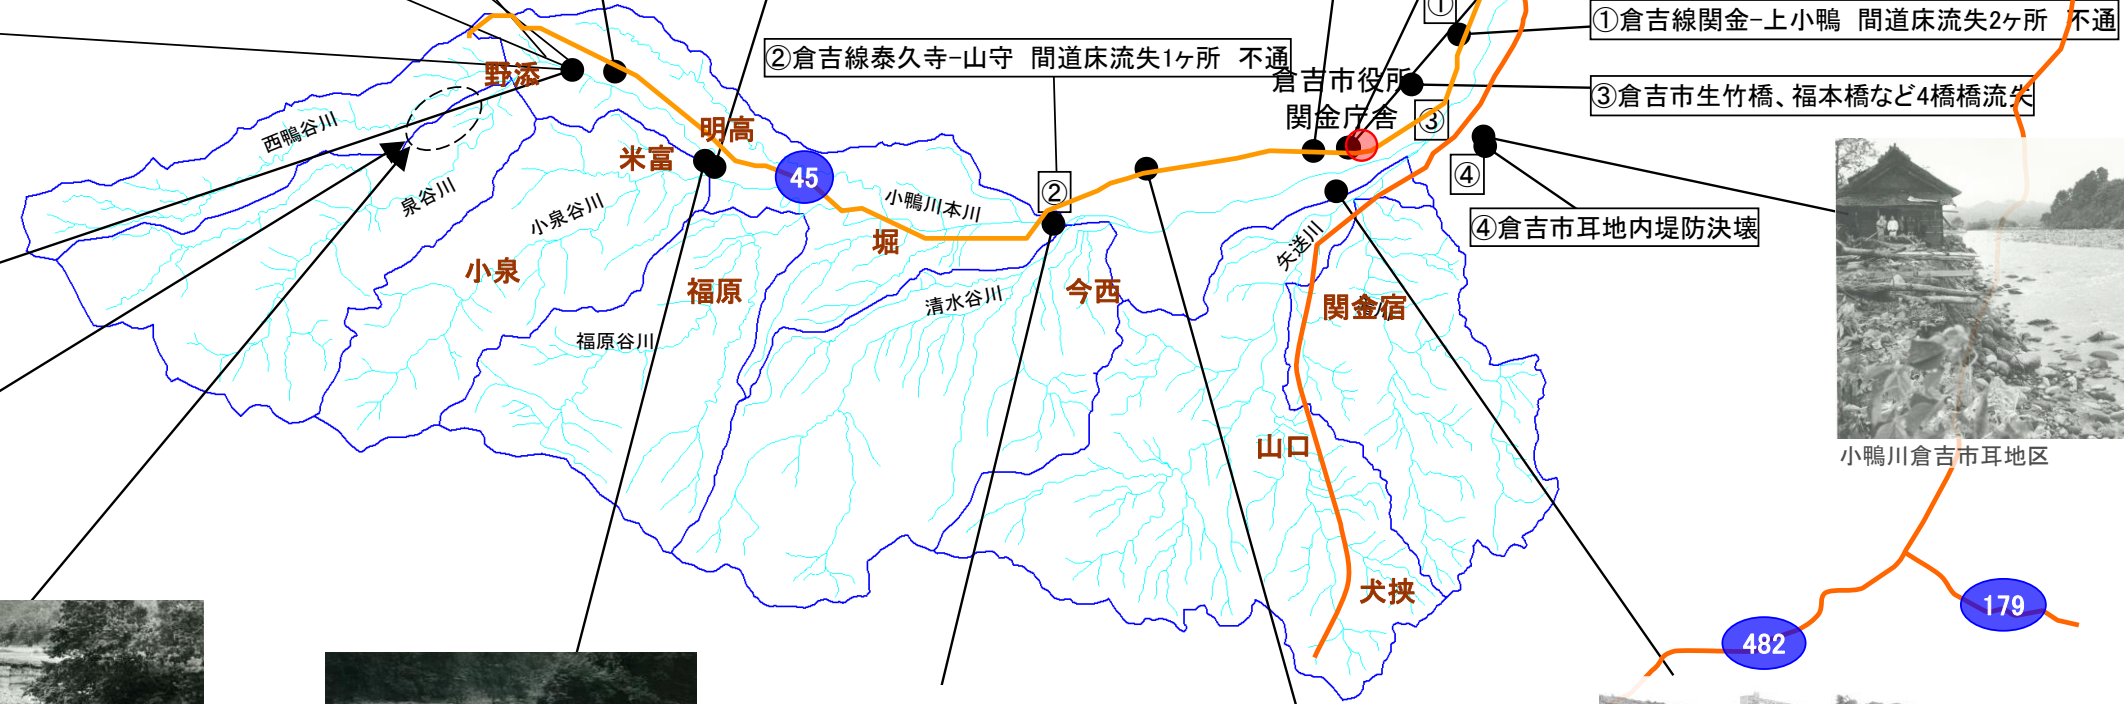 ①
①倉吉線関金-上小鴨 間道床流失2ヶ所 不通
②倉吉線泰久寺-山守 間道床流失1ヶ所 不通
野添
倉吉市役所
関金庁舎
③倉吉市生竹橋、福本橋など4橋橋流失
③
西鴨谷川
明高
米富
45
泉谷川
小泉谷川
小鴨川本川
②
④
④倉吉市耳地内堤防決壊
堀
矢送川
小泉
福原
清水谷川
今西
関金宿
福原谷川
山口
小鴨川倉吉市耳地区
犬挟
179
482